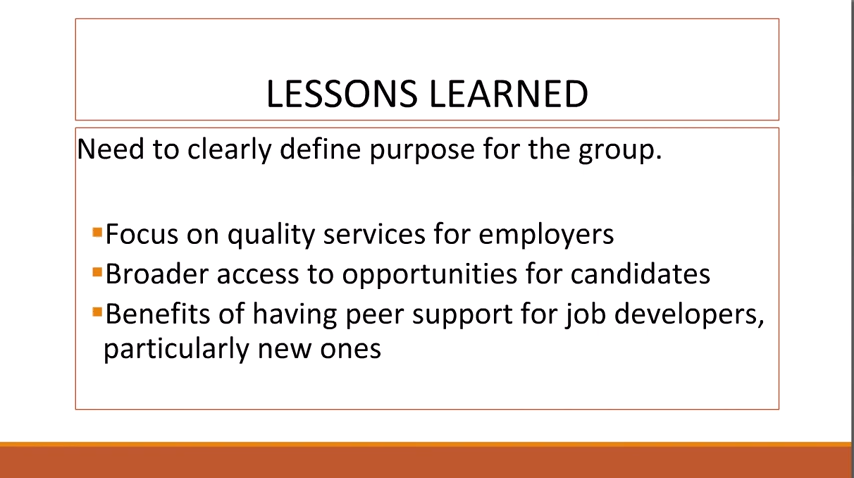 LESSONS LEARNED
Need to clearly define purpose for the group.
▪Focus on quality services for employers
▪Broader access to opportunities for candidates
▪Benefits of having peer support for job developers,
particularly new ones